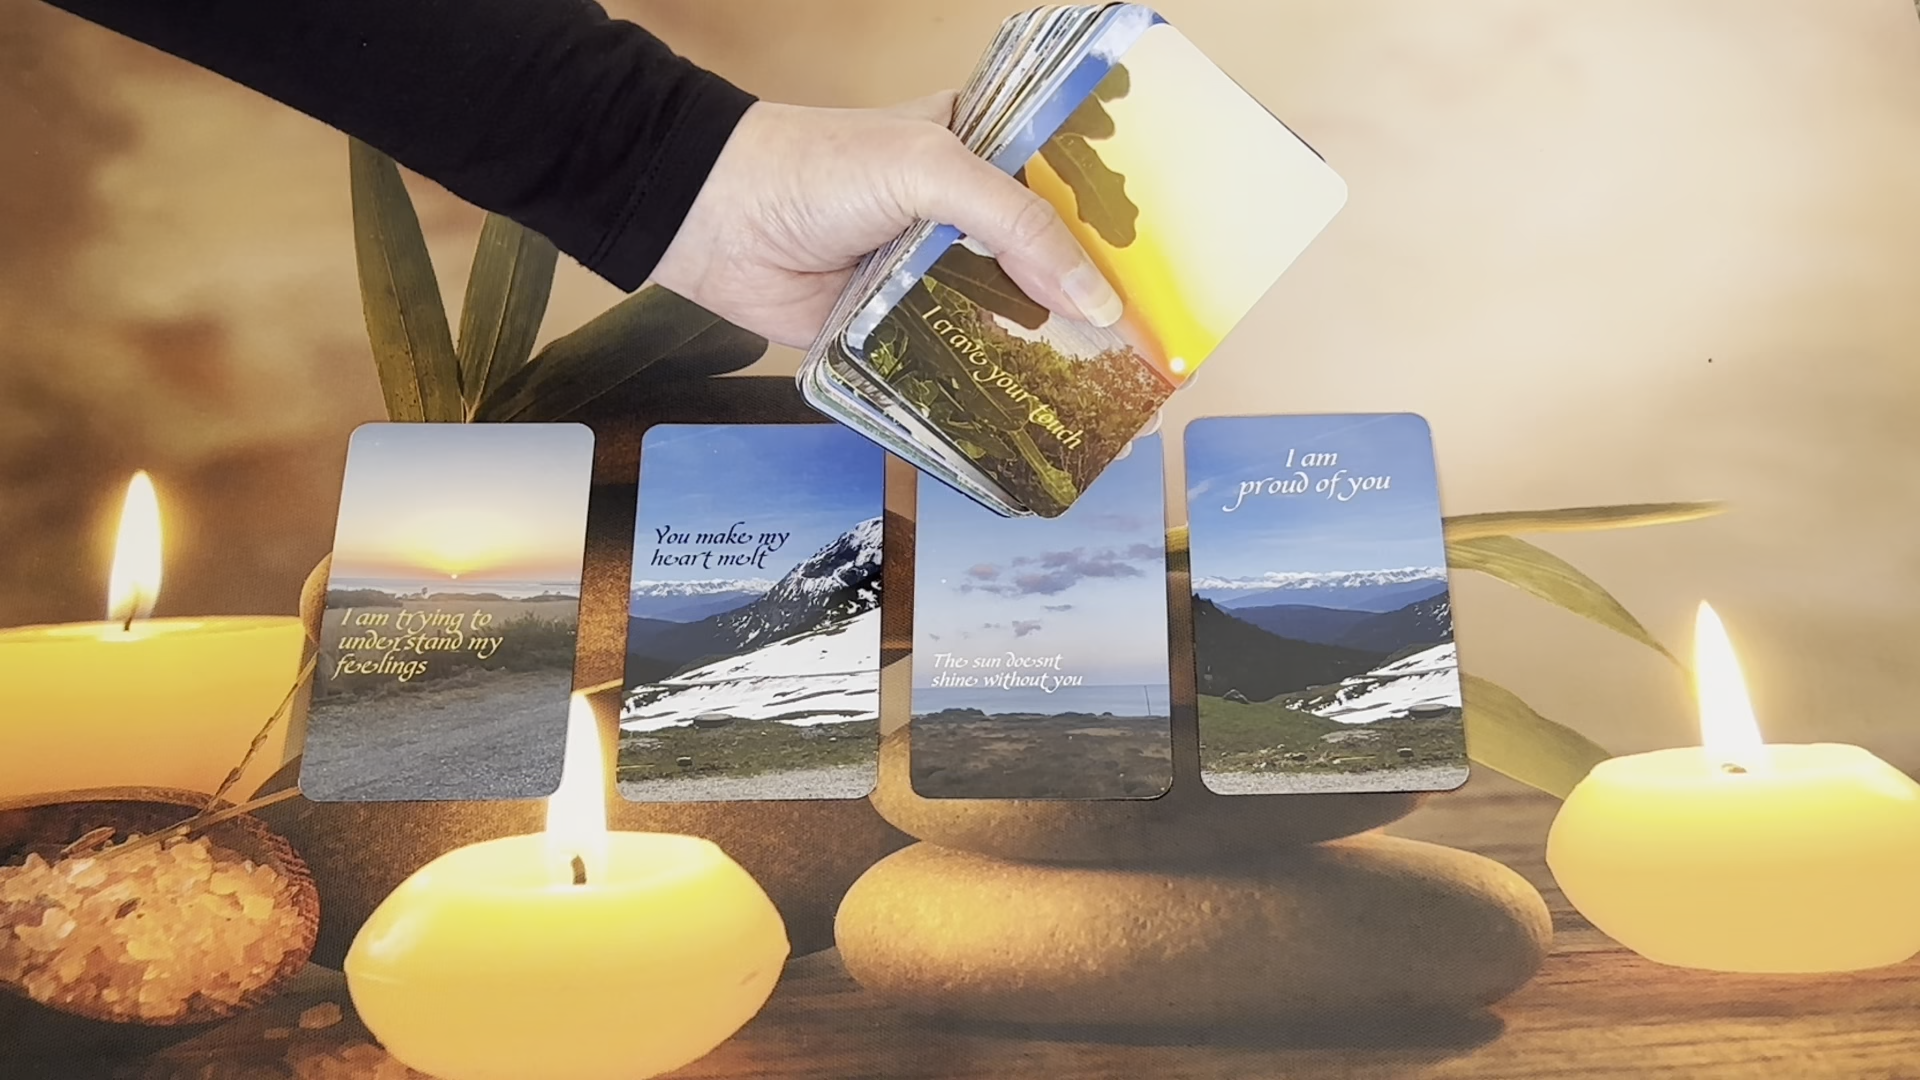 I crave your touch
I am trying to
understand my
feelings
You make my
heart melt
The sun doesnt
shine without you
I am
proud of you